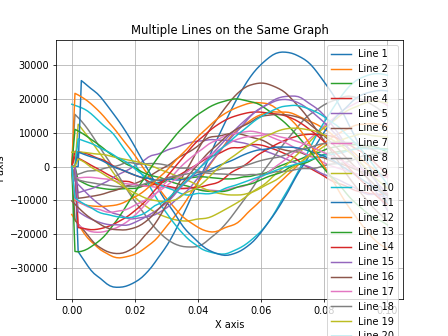 Multiple Lines on the Same Graph
30000
20000
10000
0
−10000
−20000
−30000
0.00
0.02
0.04
0.06
X axis
Line 1
Line 2
Line 3
Line 4
Line 5
Line 6
Line 7
Line 8
Line 9
Line 10
Line 11
Line 12
Line 13
Line 14
Line 15
Line 16
Line 17
Line 18
Line 19
Line 20